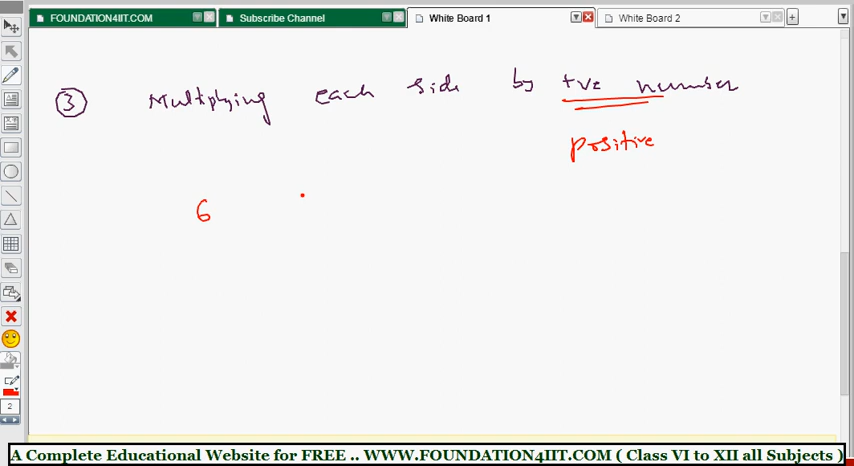 FOUNDATION4IIT.COM Subscribe Channel White Board 1 White Board 2
③ Multiplying each side by +ve number
positive
6
2
A Complete Educational Website for FREE .. WWW.FOUNDATION4IIT.COM ( Class VI to XII all Subjects )